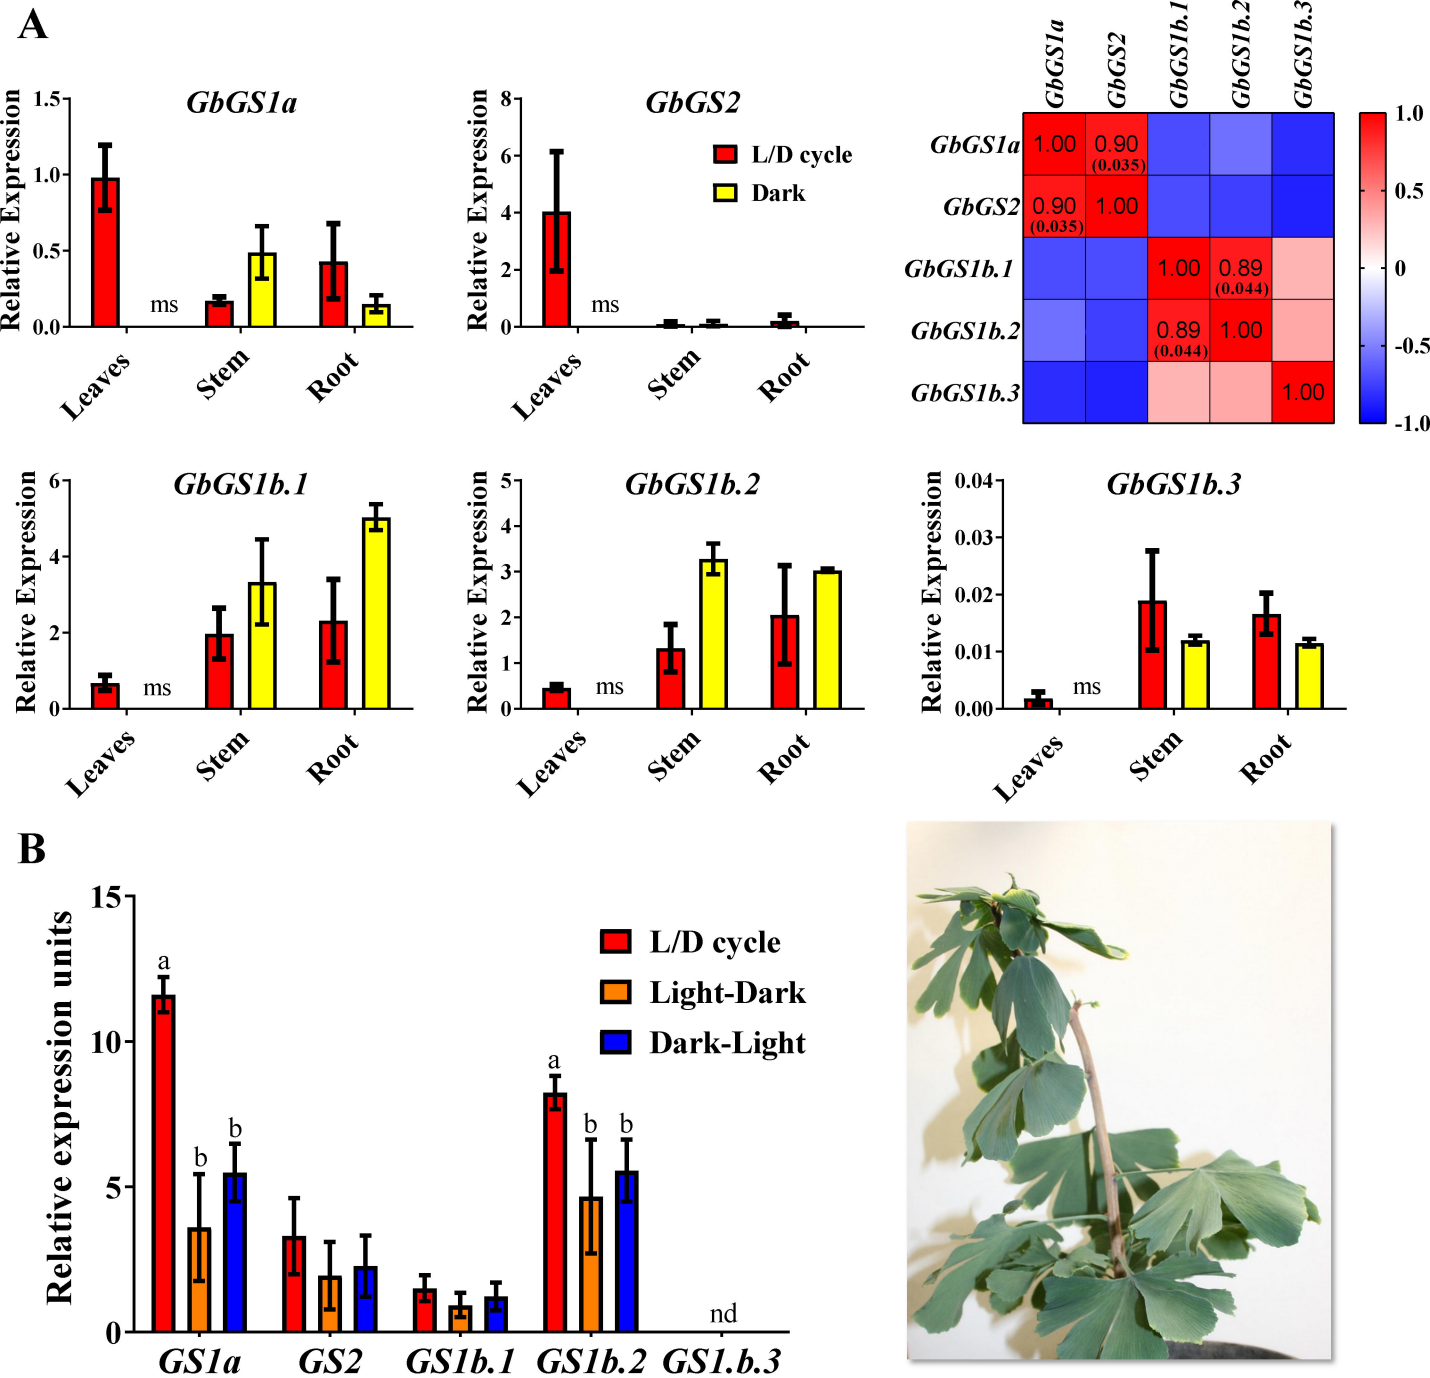 A
GbGS1a
Relative Expression
1.5
1.0
0.5
0.0
ms
Leaves
Stem
Root
GbGS2
Relative Expression
8
6
4
2
0
L/D cycle
Dark
ms
Leaves
Stem
Root
GbGS1a
GbGS2
GbGS1b.1
GbGS1b.2
GbGS1b.3
GbGS1a 1.00 0.90
(0.035)
GbGS2 0.90 1.00
(0.035)
GbGS1b.1 1.00 0.89
(0.044)
GbGS1b.2 0.89 1.00
(0.044)
GbGS1b.3 1.00
1.0
0.5
0
-0.5
-1.0
GbGS1b.1
Relative Expression
6
4
2
0
ms
Leaves
Stem
Root
GbGS1b.2
Relative Expression
5
4
3
2
1
0
ms
Leaves
Stem
Root
GbGS1b.3
Relative Expression
0.04
0.03
0.02
0.01
0.00
ms
Leaves
Stem
Root
B
Relative expression units
15
10
5
0
L/D cycle
Light-Dark
Dark-Light
a
b
b
a
b
b
nd
GS1a
GS2
GS1b.1
GS1b.2
GS1.b.3